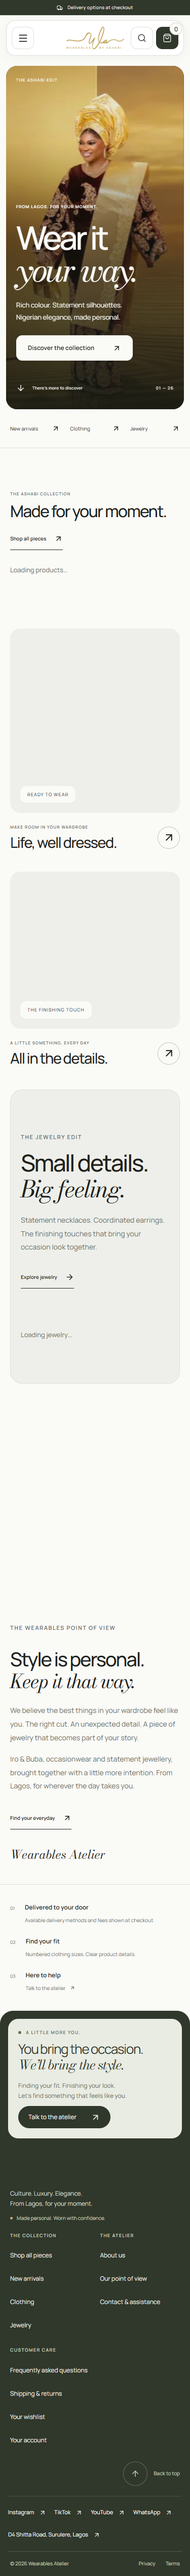 Delivery options at checkout
WEARABLES BY ASHABI
0
THE ASHABI EDIT
FROM LAGOS. FOR YOUR MOMENT.
Wear it
your way.
Rich colour. Statement silhouettes.
Nigerian elegance, made personal.
Discover the collection
There's more to discover
01 — 26
New arrivals
Clothing
Jewelry
THE ASHABI COLLECTION
Made for your moment.
Shop all pieces
Loading products…
READY TO WEAR
MAKE ROOM IN YOUR WARDROBE
Life, well dressed.
THE FINISHING TOUCH
A LITTLE SOMETHING, EVERY DAY
All in the details.
THE JEWELRY EDIT
Small details.
Big feeling.
Statement necklaces. Coordinated earrings.
The finishing touches that bring your
occasion look together.
Explore jewelry
Loading jewelry…
THE WEARABLES POINT OF VIEW
Style is personal.
Keep it that way.
We believe the best things in your wardrobe feel like
you. The right cut. An unexpected detail. A piece of
jewelry that becomes part of your story.
Iro & Buba, occasionwear and statement jewellery,
brought together with a little more intention. From
Lagos, for wherever the day takes you.
Find your everyday
Wearables Atelier
01
Delivered to your door
Available delivery methods and fees shown at checkout.
02
Find your fit
Numbered clothing sizes. Clear product details.
03
Here to help
Talk to the atelier
A LITTLE MORE YOU.
You bring the occasion.
We'll bring the style.
Finding your fit. Finishing your look.
Let's find something that feels like you.
Talk to the atelier
Culture. Luxury. Elegance.
From Lagos, for your moment.
Made personal. Worn with confidence.
THE COLLECTION
Shop all pieces
New arrivals
Clothing
Jewelry
THE ATELIER
About us
Our point of view
Contact & assistance
CUSTOMER CARE
Frequently asked questions
Shipping & returns
Your wishlist
Your account
Back to top
Instagram
TikTok
YouTube
WhatsApp
D4 Shitta Road, Surulere, Lagos
© 2026 Wearables Atelier
Privacy
Terms